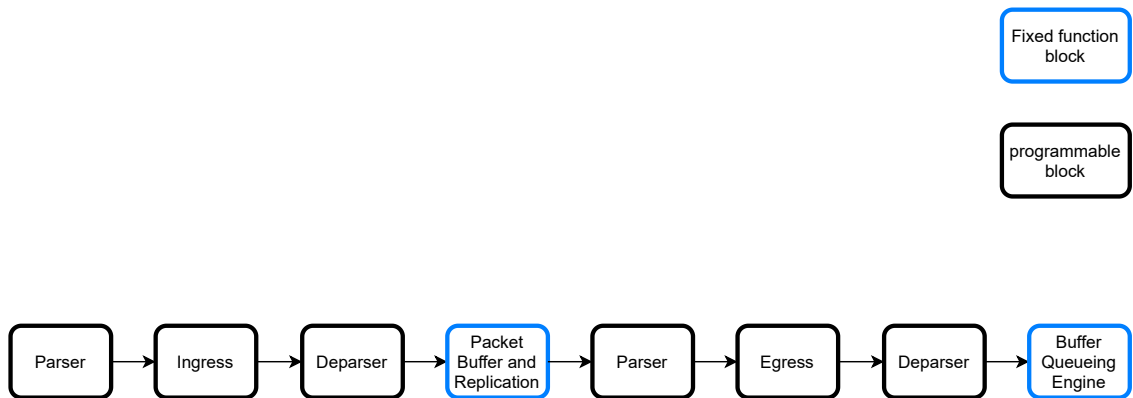 Fixed function
block
programmable
block
Parser
Ingress
Deparser
Packet
Buffer and
Replication
Parser
Egress
Deparser
Buffer
Queueing
Engine